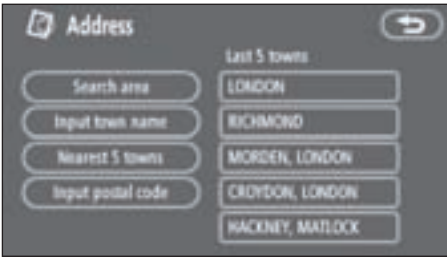 Address
Search area
Input town name
Nearest 5 towns
Input postal code
Last 5 towns
LONDON
RICHMOND
MORDEN, LONDON
CROYDON, LONDON
HACKNEY, MATLOCK